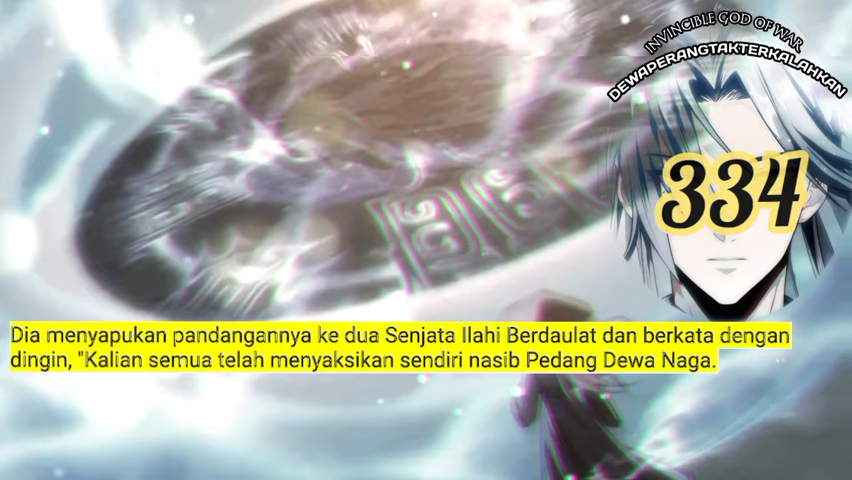 INVINCIBLE GOD OF WAR
DEWAPERANGTAKTERKALAHKAN
334
Dia menyapukan pandangannya ke dua Senjata Ilahi Berdaulat dan berkata dengan
dingin, "Kalian semua telah menyaksikan sendiri nasib Pedang Dewa Naga.